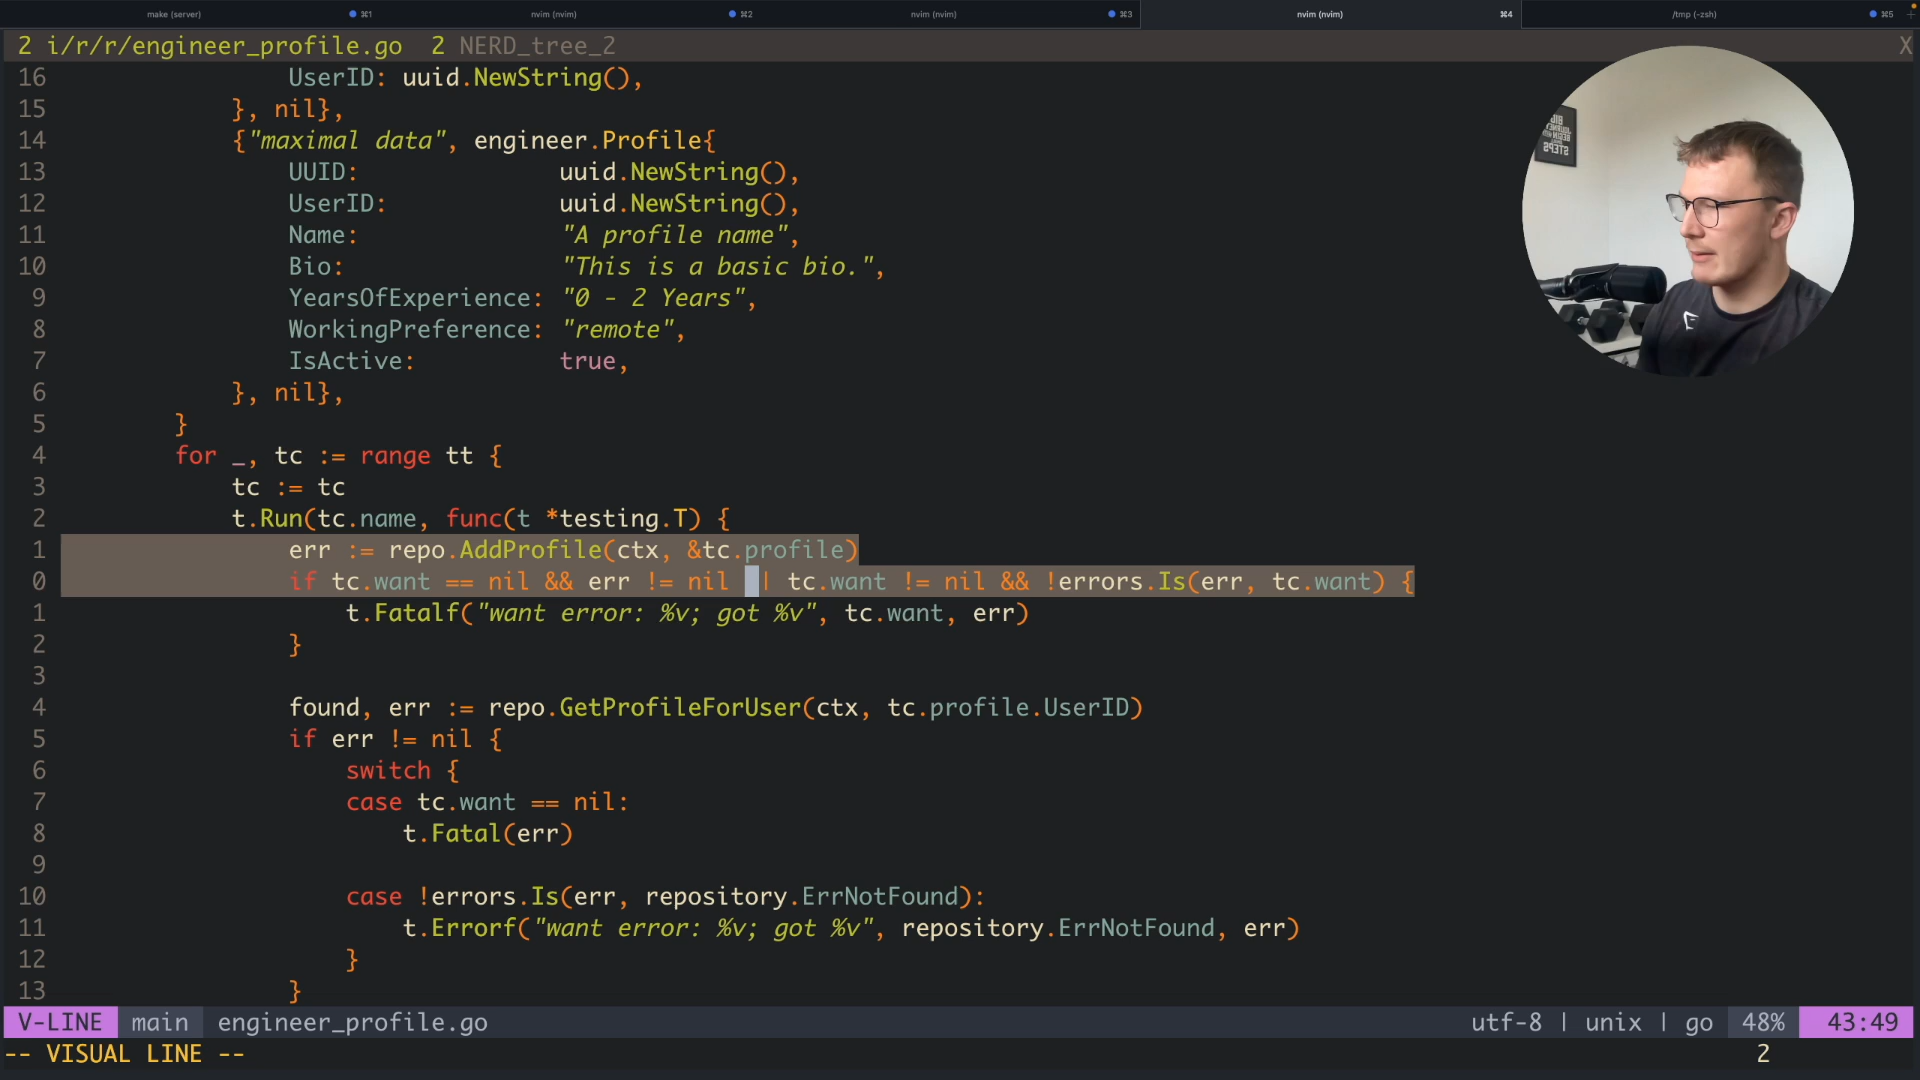 make (server) ⌘1 nvim (nvim) ⌘2 nvim (nvim) ⌘3 nvim (nvim) ⌘4 /tmp (-zsh) ⌘5 +
2 i/r/r/engineer_profile.go 2 NERD_tree_2 X
16 UserID: uuid.NewString(),
15 }, nil},
14 {"maximal data", engineer.Profile{
13 UUID: uuid.NewString(),
12 UserID: uuid.NewString(),
11 Name: "A profile name",
10 Bio: "This is a basic bio.",
9 YearsOfExperience: "0 - 2 Years",
8 WorkingPreference: "remote",
7 IsActive: true,
6 }, nil},
5 }
4 for _, tc := range tt {
3 tc := tc
2 t.Run(tc.name, func(t *testing.T) {
1 err := repo.AddProfile(ctx, &tc.profile)
0 if tc.want == nil && err != nil || tc.want != nil && !errors.Is(err, tc.want) {
1 t.Fatalf("want error: %v; got %v", tc.want, err)
2 }
3
4 found, err := repo.GetProfileForUser(ctx, tc.profile.UserID)
5 if err != nil {
6 switch {
7 case tc.want == nil:
8 t.Fatal(err)
9
10 case !errors.Is(err, repository.ErrNotFound):
11 t.Errorf("want error: %v; got %v", repository.ErrNotFound, err)
12 }
13 }
V-LINE main engineer_profile.go utf-8 | unix | go 48% 43:49
-- VISUAL LINE -- 2